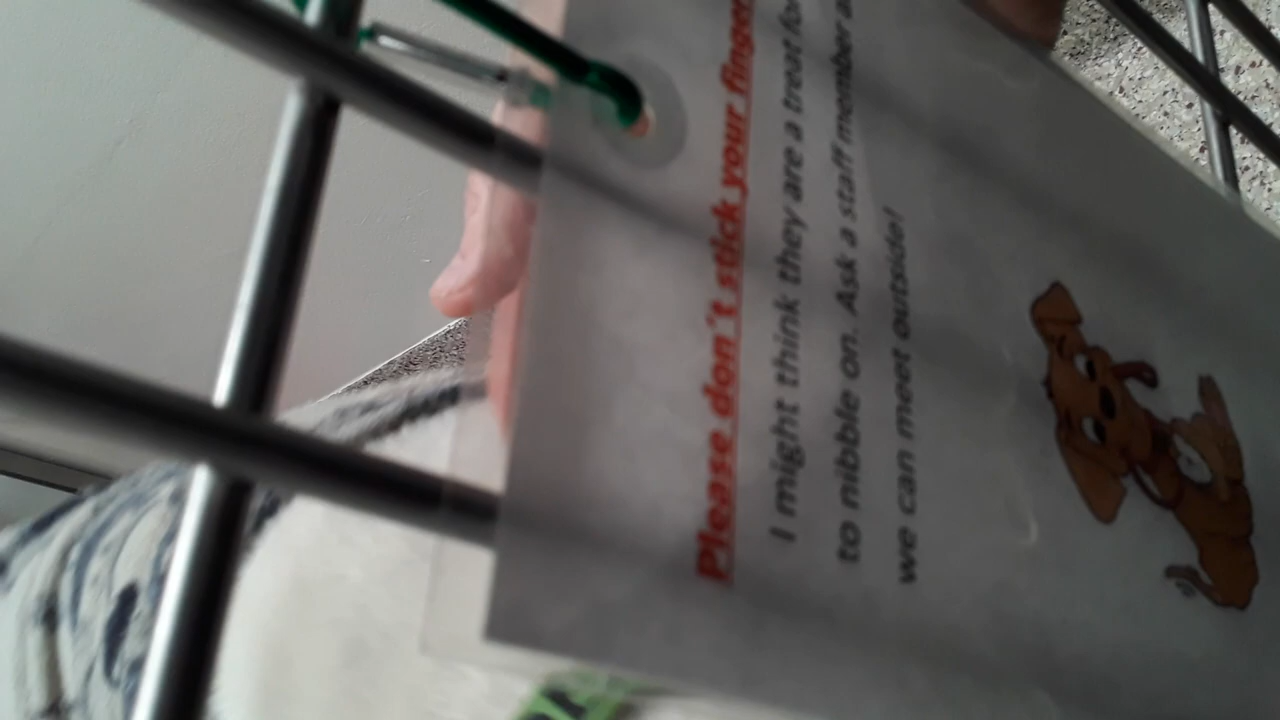 Please don't stick your finger
I might think they are a treat for
to nibble on. Ask a staff member
we can meet outside!